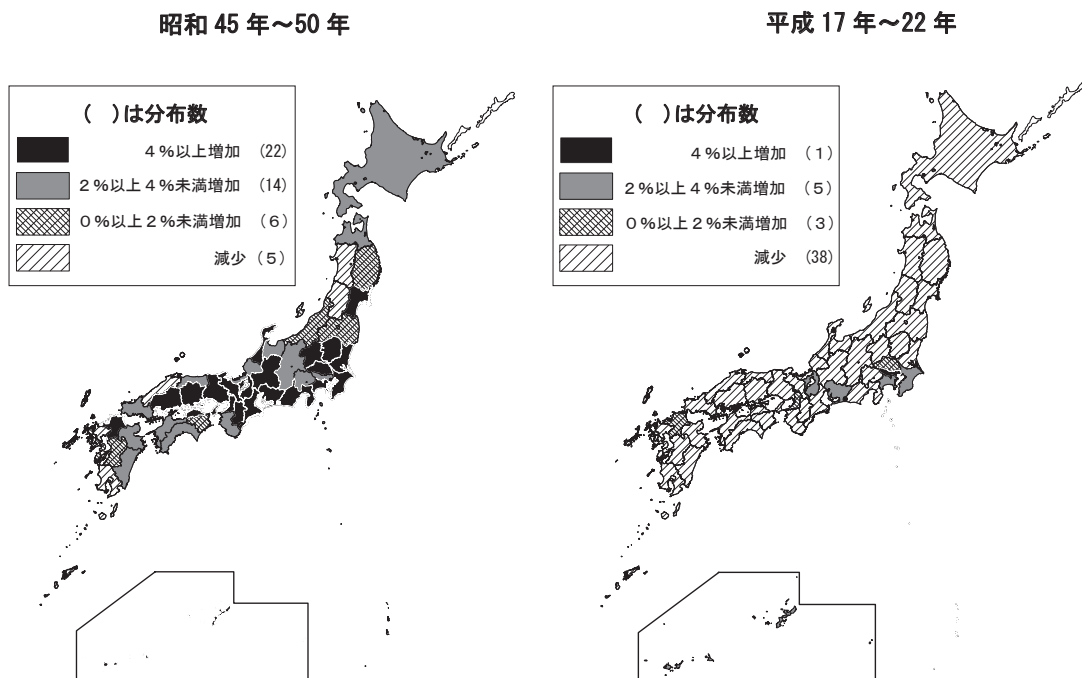 昭和 45 年～50 年
(　)は分布数
４％以上増加 (22)
２％以上４％未満増加 (14)
０％以上２％未満増加 (６)
減少 (５)
平成 17 年～22 年
(　)は分布数
４％以上増加 (１)
２％以上４％未満増加 (５)
０％以上２％未満増加 (３)
減少 (38)